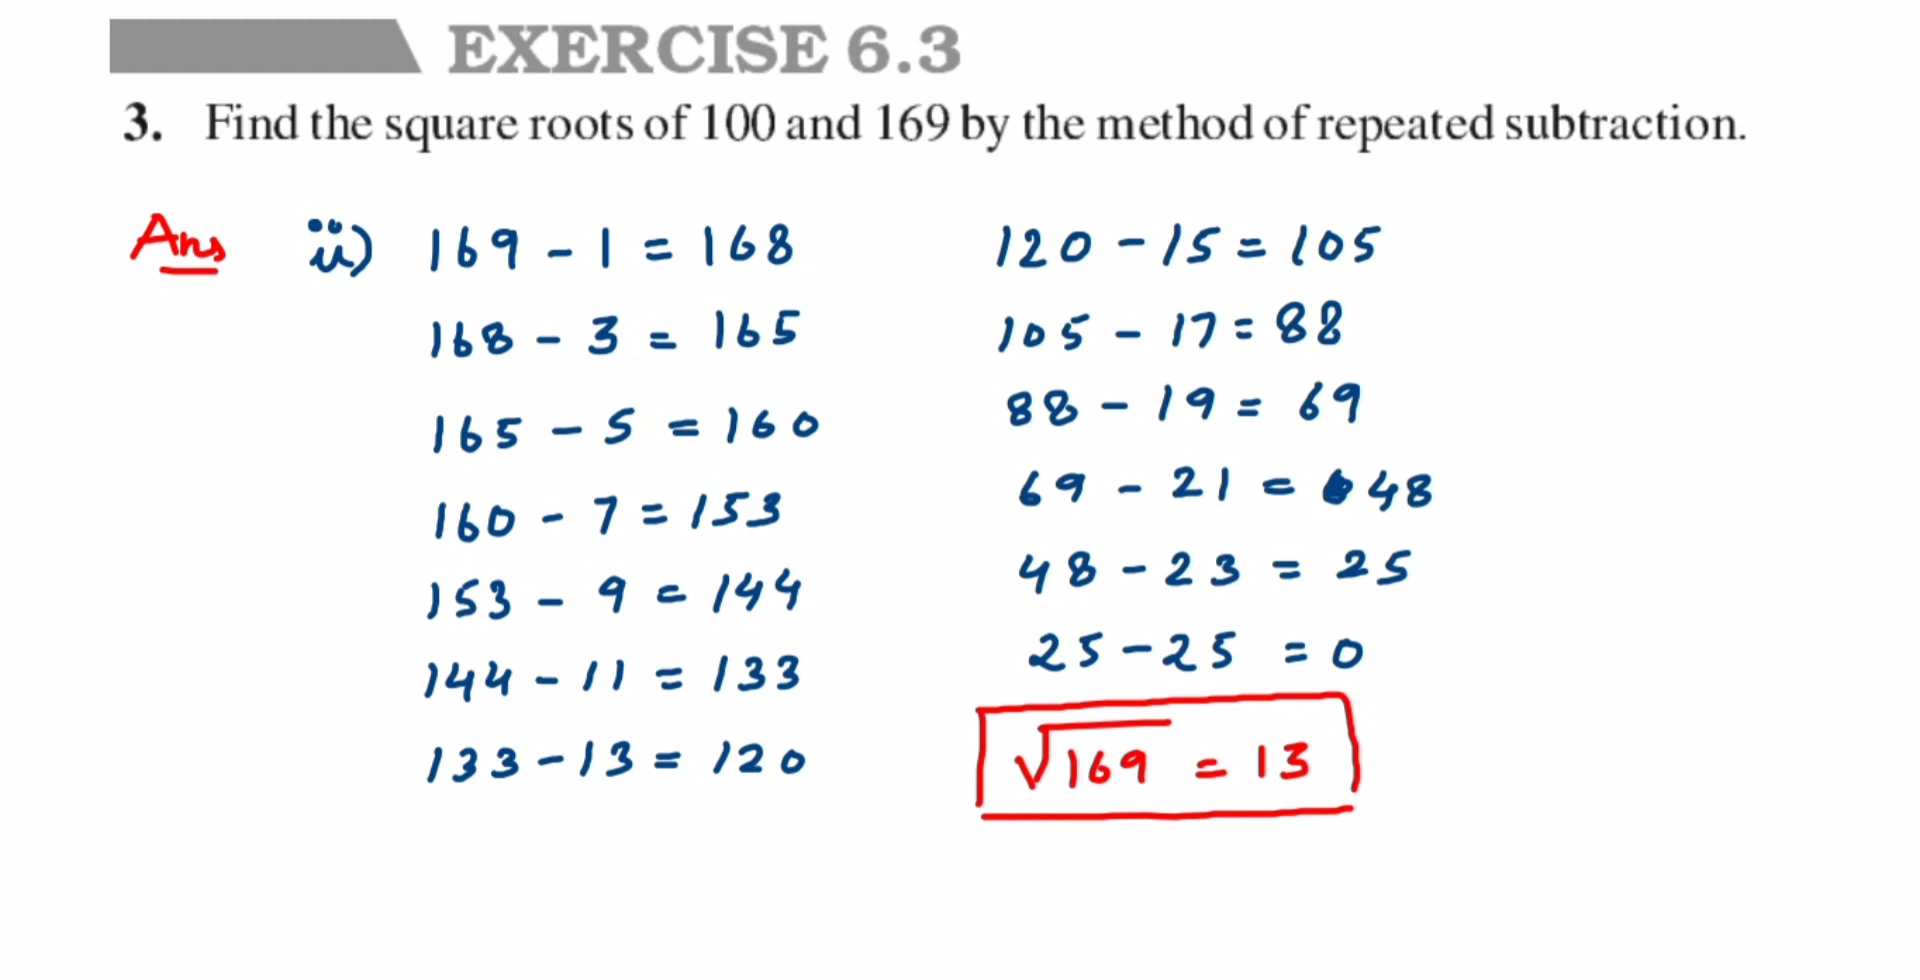 EXERCISE 6.3
3. Find the square roots of 100 and 169 by the method of repeated subtraction.
Ans ii) 169 - 1 = 168
168 - 3 = 165
165 - 5 = 160
160 - 7 = 153
153 - 9 = 144
144 - 11 = 133
133 - 13 = 120
120 - 15 = 105
105 - 17 = 88
88 - 19 = 69
69 - 21 = 48
48 - 23 = 25
25 - 25 = 0
√169 = 13